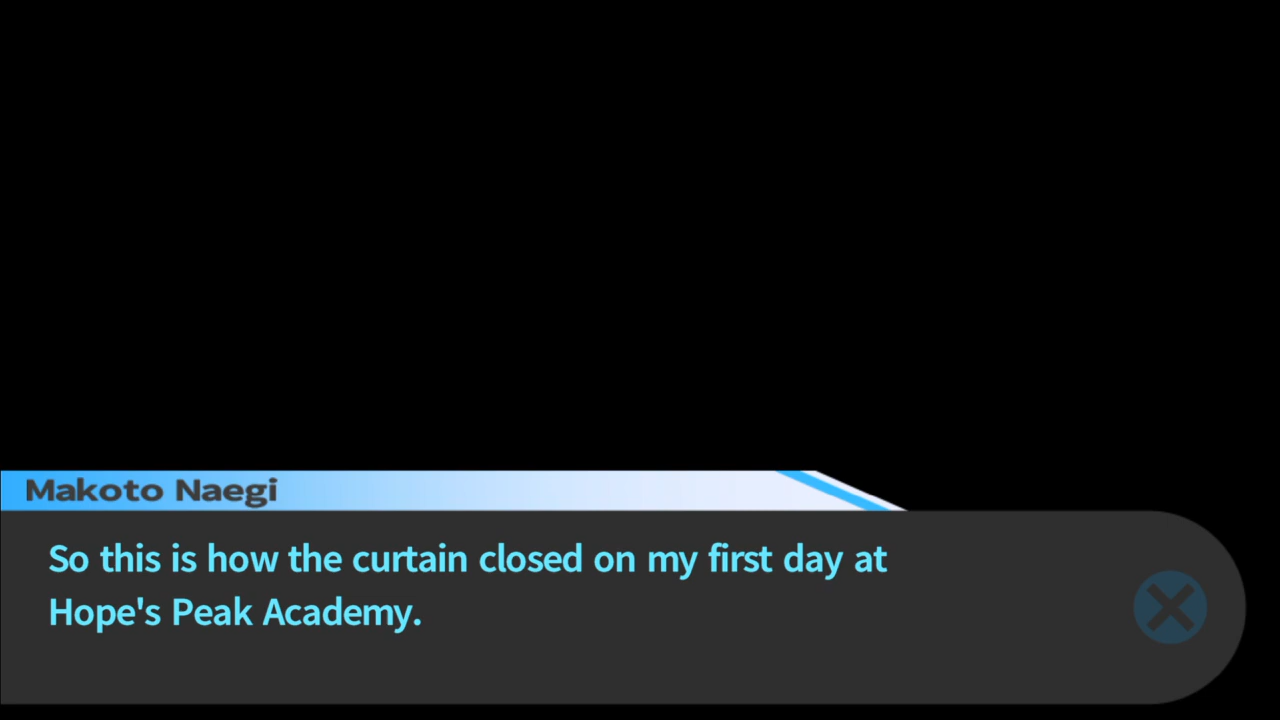 Makoto Naegi
So this is how the curtain closed on my first day at
Hope's Peak Academy.